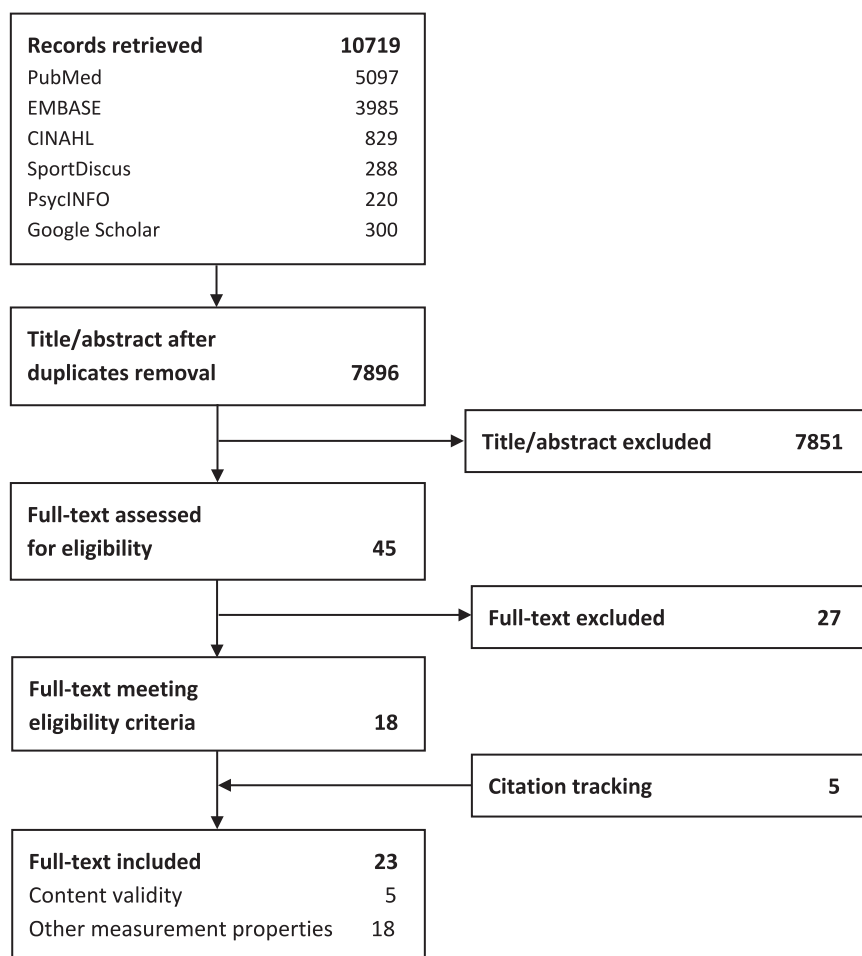 Records retrieved 10719
PubMed 5097
EMBASE 3985
CINAHL 829
SportDiscus 288
PsycINFO 220
Google Scholar 300
Title/abstract after
duplicates removal 7896
Title/abstract excluded 7851
Full-text assessed
for eligibility 45
Full-text excluded 27
Full-text meeting
eligibility criteria 18
Citation tracking 5
Full-text included 23
Content validity 5
Other measurement properties 18